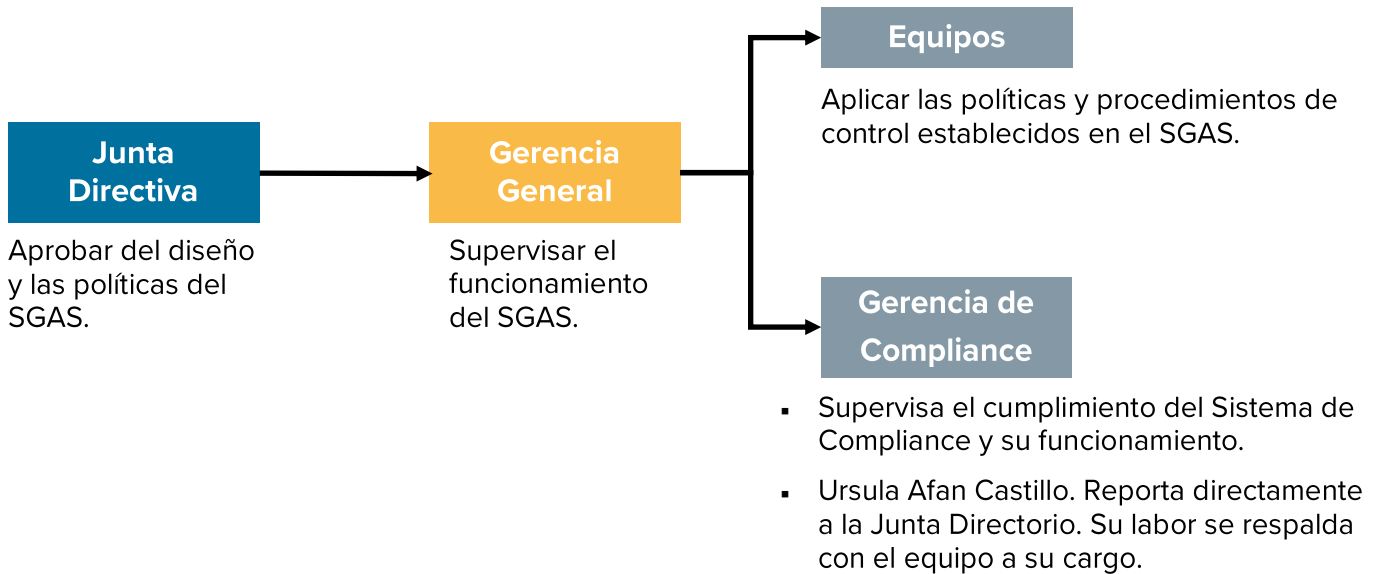 Junta
Directiva
Aprobar del diseño
y las políticas del
SGAS.
Gerencia
General
Supervisar el
funcionamiento
del SGAS.
Equipos
Aplicar las políticas y procedimientos de
control establecidos en el SGAS.
Gerencia de
Compliance
▪ Supervisa el cumplimiento del Sistema de
Compliance y su funcionamiento.
▪ Ursula Afan Castillo. Reporta directamente
a la Junta Directorio. Su labor se respalda
con el equipo a su cargo.